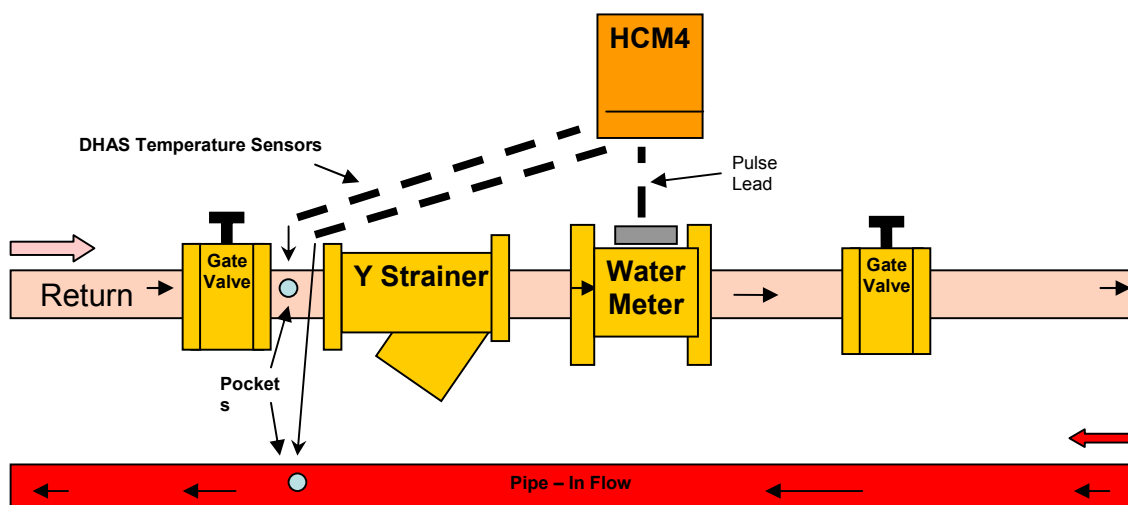 HCM4
DHAS Temperature Sensors
Pulse
Lead
Gate
Valve
Y Strainer
Water
Meter
Gate
Valve
Return
Pocket
s
Pipe – In Flow